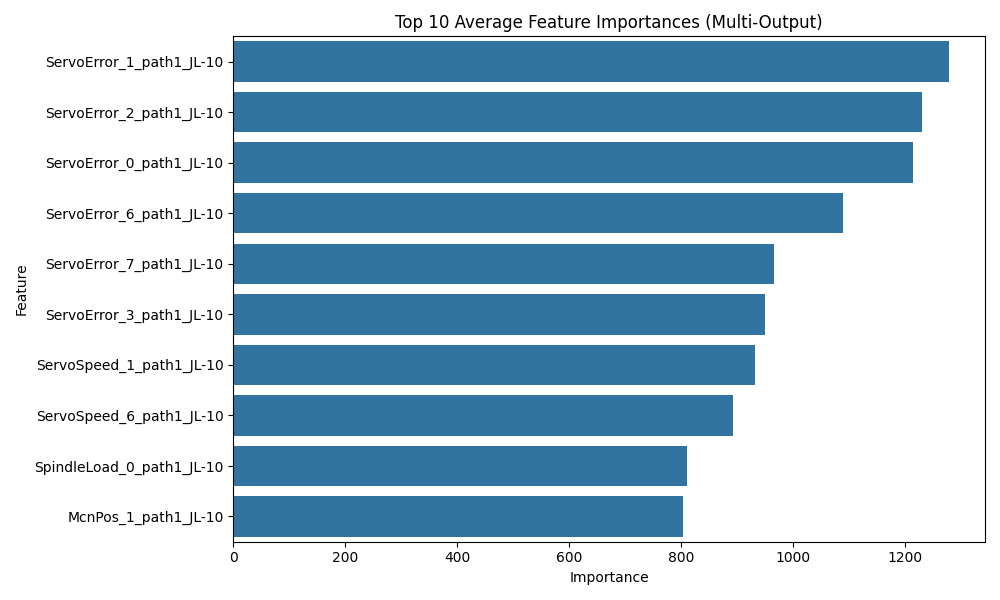 Top 10 Average Feature Importances (Multi-Output)
Feature
ServoError_1_path1_JL-10
ServoError_2_path1_JL-10
ServoError_0_path1_JL-10
ServoError_6_path1_JL-10
ServoError_7_path1_JL-10
ServoError_3_path1_JL-10
ServoSpeed_1_path1_JL-10
ServoSpeed_6_path1_JL-10
SpindleLoad_0_path1_JL-10
McnPos_1_path1_JL-10
0 200 400 600 800 1000 1200
Importance